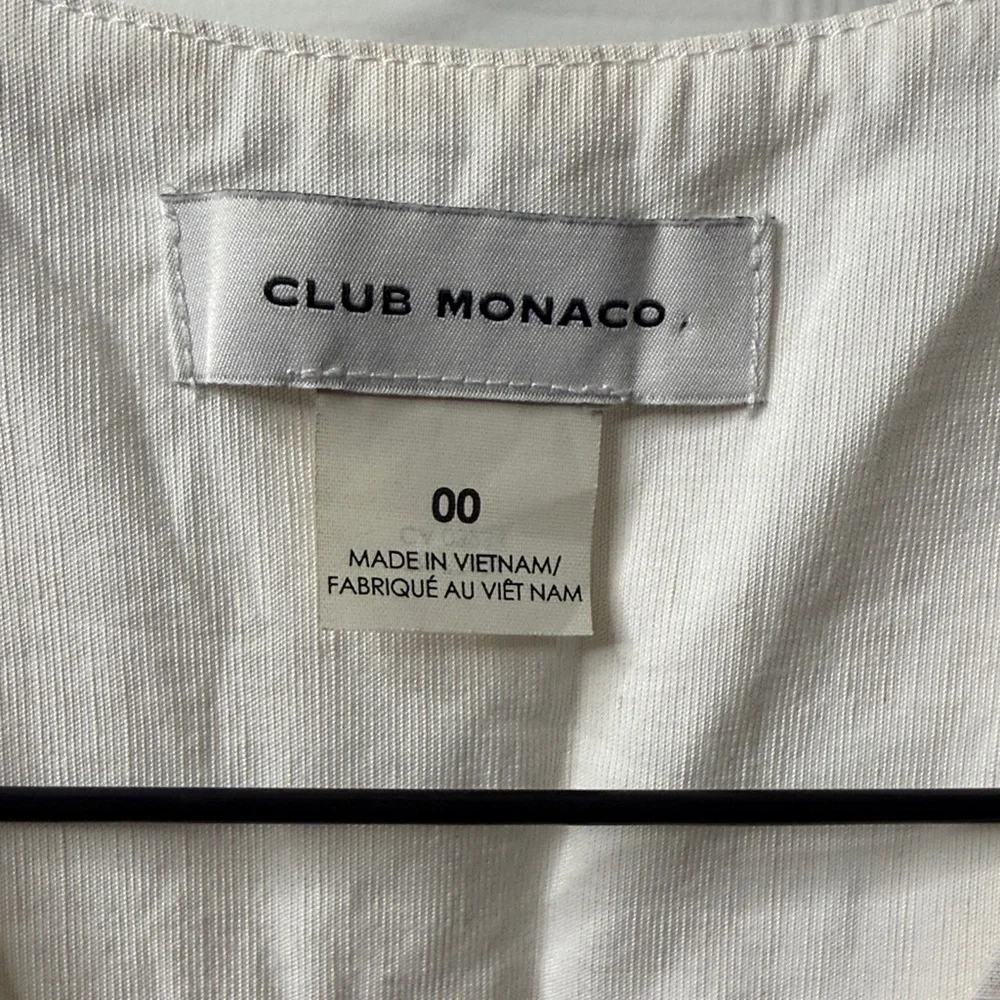 CLUB MONACO
00
MADE IN VIETNAM/
FABRIQUÉ AU VIÊT NAM